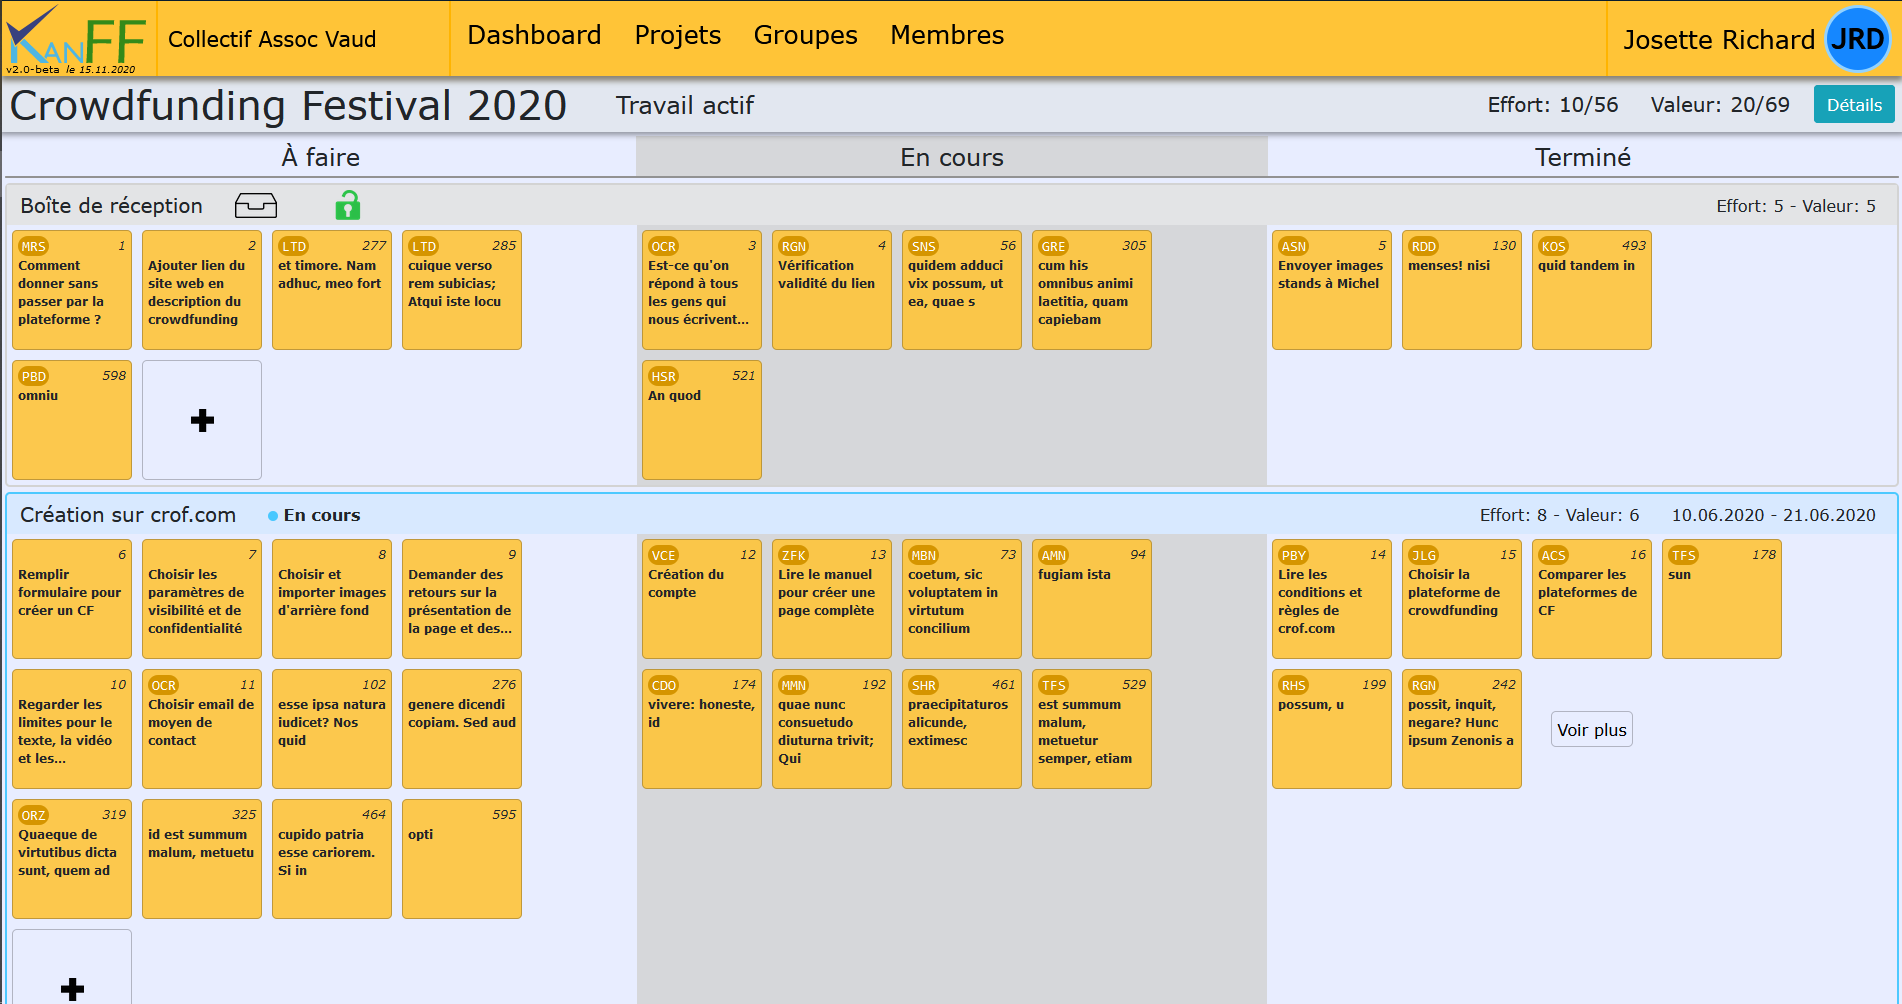 KANFF
v2.0-beta le 15.11.2020
Collectif Assoc Vaud
Dashboard Projets Groupes Membres
Josette Richard JRD
Crowdfunding Festival 2020 Travail actif Effort: 10/56 Valeur: 20/69 Détails
À faire En cours Terminé
Boîte de réception Effort: 5 - Valeur: 5
MRS 1
Comment
donner sans
passer par la
plateforme ?
2
Ajouter lien du
site web en
description du
crowdfunding
LTD 277
et timore. Nam
adhuc, meo fort
LTD 285
cuique verso
rem subicias;
Atqui iste locu
PBD 598
omniu
OCR 3
Est-ce qu'on
répond à tous
les gens qui
nous écrivent...
RGN 4
Vérification
validité du lien
SNS 56
quidem adduci
vix possum, ut
ea, quae s
GRE 305
cum his
omnibus animi
laetitia, quam
capiebam
HSR 521
An quod
ASN 5
Envoyer images
stands à Michel
RDD 130
menses! nisi
KOS 493
quid tandem in
Création sur crof.com En cours Effort: 8 - Valeur: 6 10.06.2020 - 21.06.2020
6
Remplir
formulaire pour
créer un CF
7
Choisir les
paramètres de
visibilité et de
confidentialité
8
Choisir et
importer images
d'arrière fond
9
Demander des
retours sur la
présentation de
la page et des...
10
Regarder les
limites pour le
texte, la vidéo
et les...
OCR 11
Choisir email de
moyen de
contact
102
esse ipsa natura
iudicet? Nos
quid
276
genere dicendi
copiam. Sed aud
ORZ 319
Quaeque de
virtutibus dicta
sunt, quem ad
325
id est summum
malum, metuetu
464
cupido patria
esse cariorem.
Si in
595
opti
VCE 12
Création du
compte
ZFK 13
Lire le manuel
pour créer une
page complète
MBN 73
coetum, sic
voluptatem in
virtutum
concilium
AMN 94
fugiam ista
CDO 174
vivere: honeste,
id
MMN 192
quae nunc
consuetudo
diuturna trivit;
Qui
SHR 461
praecipitaturos
alicunde,
extimesc
TFS 529
est summum
malum,
metuetur
semper, etiam
PBY 14
Lire les
conditions et
règles de
crof.com
JLG 15
Choisir la
plateforme de
crowdfunding
ACS 16
Comparer les
plateformes de
CF
TFS 178
sun
RHS 199
possum, u
RGN 242
possit, inquit,
negare? Hunc
ipsum Zenonis a
Voir plus